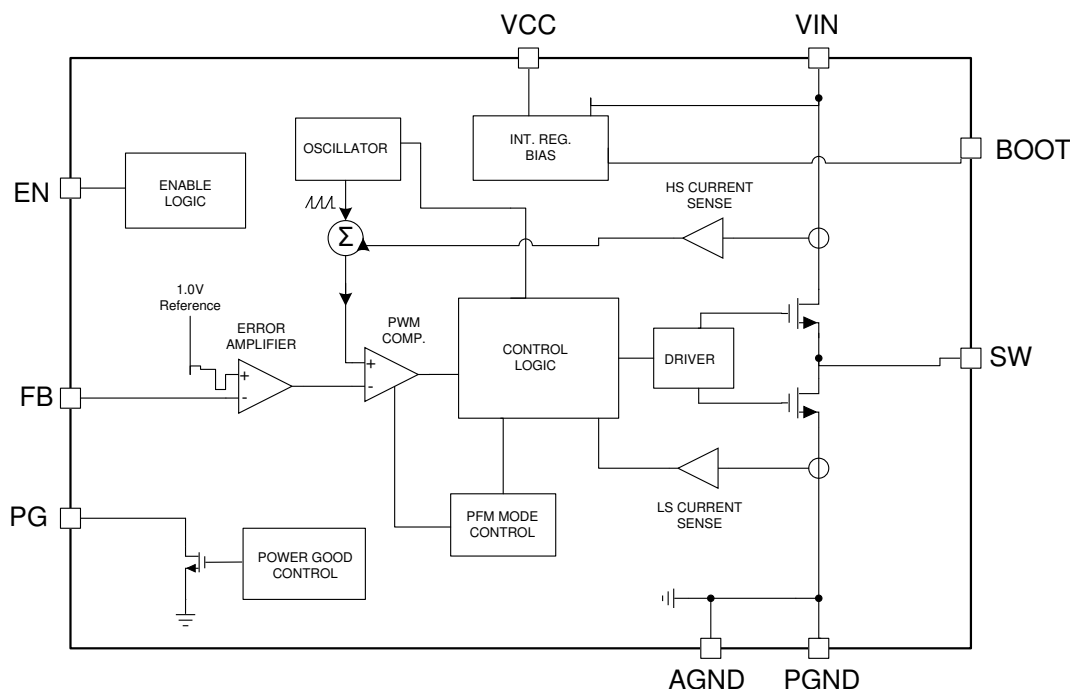 VCC
VIN
OSCILLATOR
INT. REG.
BIAS
BOOT
EN
ENABLE
LOGIC
HS CURRENT
SENSE
Σ
1.0V
Reference
ERROR
AMPLIFIER
PWM
COMP.
+
-
+
-
CONTROL
LOGIC
DRIVER
SW
FB
LS CURRENT
SENSE
PG
PFM MODE
CONTROL
POWER GOOD
CONTROL
AGND
PGND